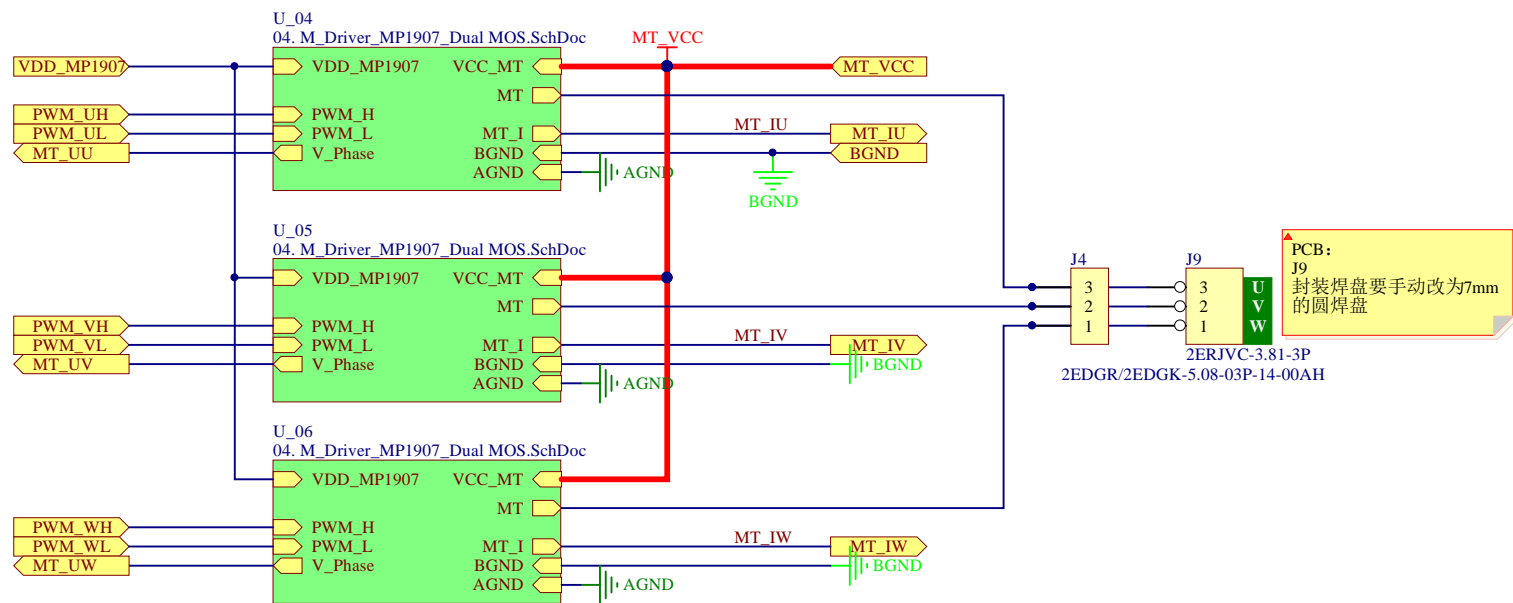 U_04
04. M_Driver_MP1907_Dual MOS.SchDoc
MT_VCC
VDD_MP1907
VDD_MP1907
VCC_MT
MT_VCC
MT
PWM_UH
PWM_H
PWM_UL
PWM_L
MT_I
MT_IU
MT_IU
MT_UU
V_Phase
BGND
BGND
AGND
AGND
BGND
U_05
04. M_Driver_MP1907_Dual MOS.SchDoc
VDD_MP1907
VCC_MT
MT
PWM_VH
PWM_H
PWM_VL
PWM_L
MT_I
MT_IV
MT_IV
MT_UV
V_Phase
BGND
BGND
AGND
AGND
J4
J9
3
3
U
2
2
V
1
1
W
2ERJVC-3.81-3P
2EDGR/2EDGK-5.08-03P-14-00AH
PCB：
J9
封装焊盘要手动改为7mm
的圆焊盘
U_06
04. M_Driver_MP1907_Dual MOS.SchDoc
VDD_MP1907
VCC_MT
MT
PWM_WH
PWM_H
PWM_WL
PWM_L
MT_I
MT_IW
MT_IW
MT_UW
V_Phase
BGND
BGND
AGND
AGND